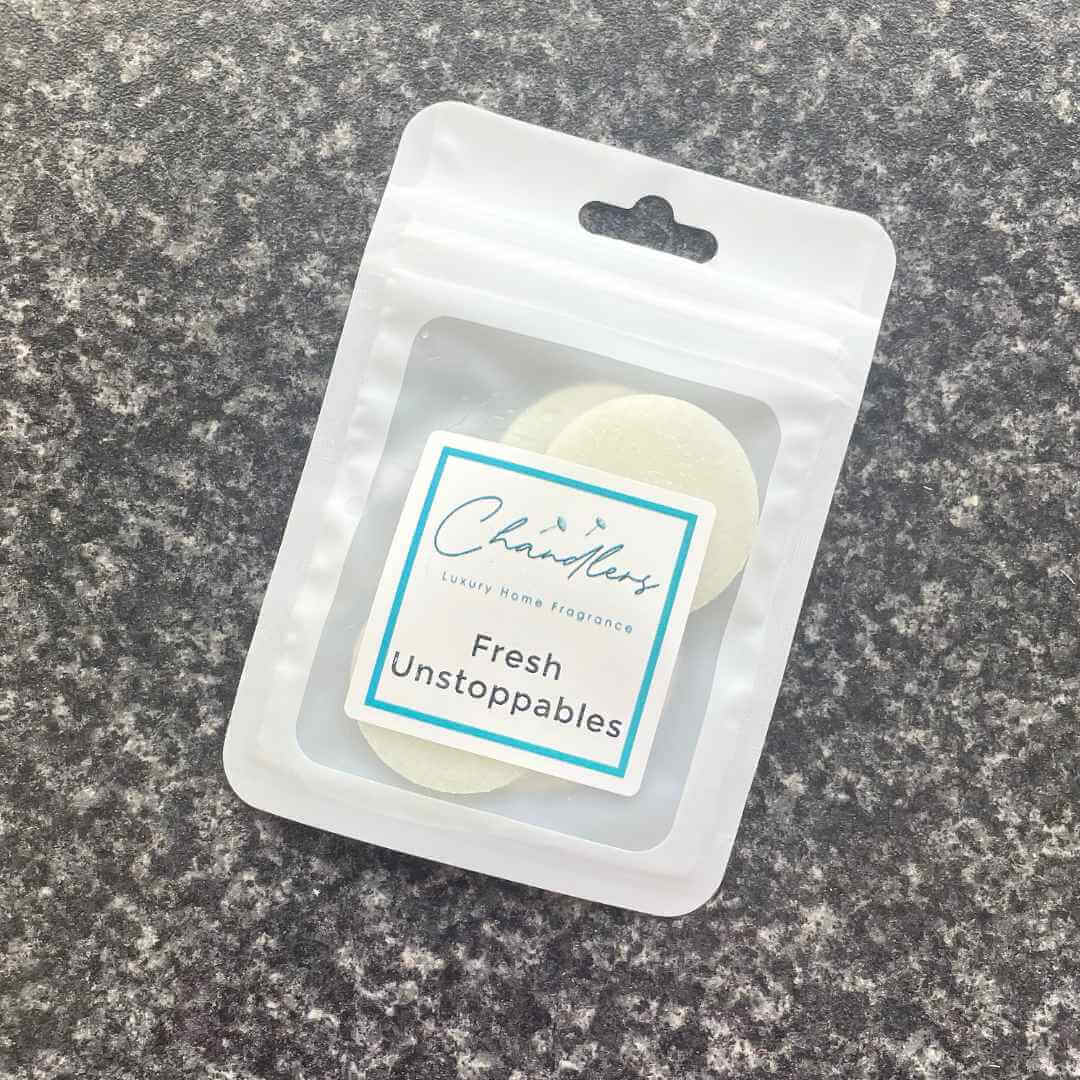 Chandlers
Luxury Home Fragrance
Fresh
Unstoppables